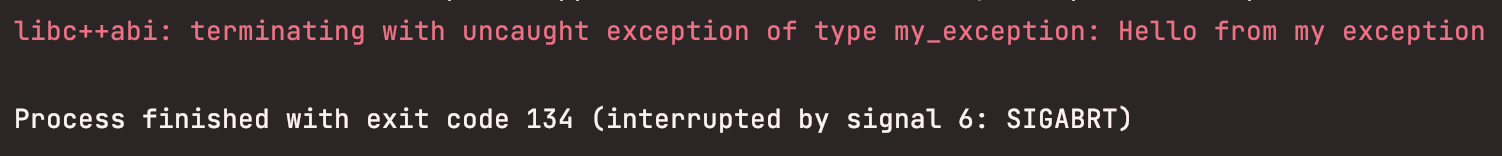 libc++abi: terminating with uncaught exception of type my_exception: Hello from my exception
Process finished with exit code 134 (interrupted by signal 6: SIGABRT)